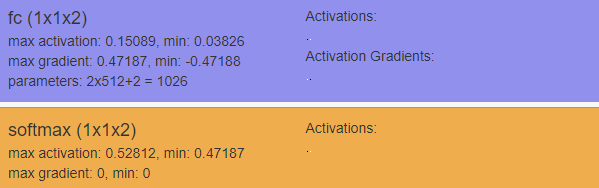 fc (1x1x2)
max activation: 0.15089, min: 0.03826
max gradient: 0.47187, min: -0.47188
parameters: 2x512+2 = 1026
Activations:
Activation Gradients:
softmax (1x1x2)
max activation: 0.52812, min: 0.47187
max gradient: 0, min: 0
Activations: